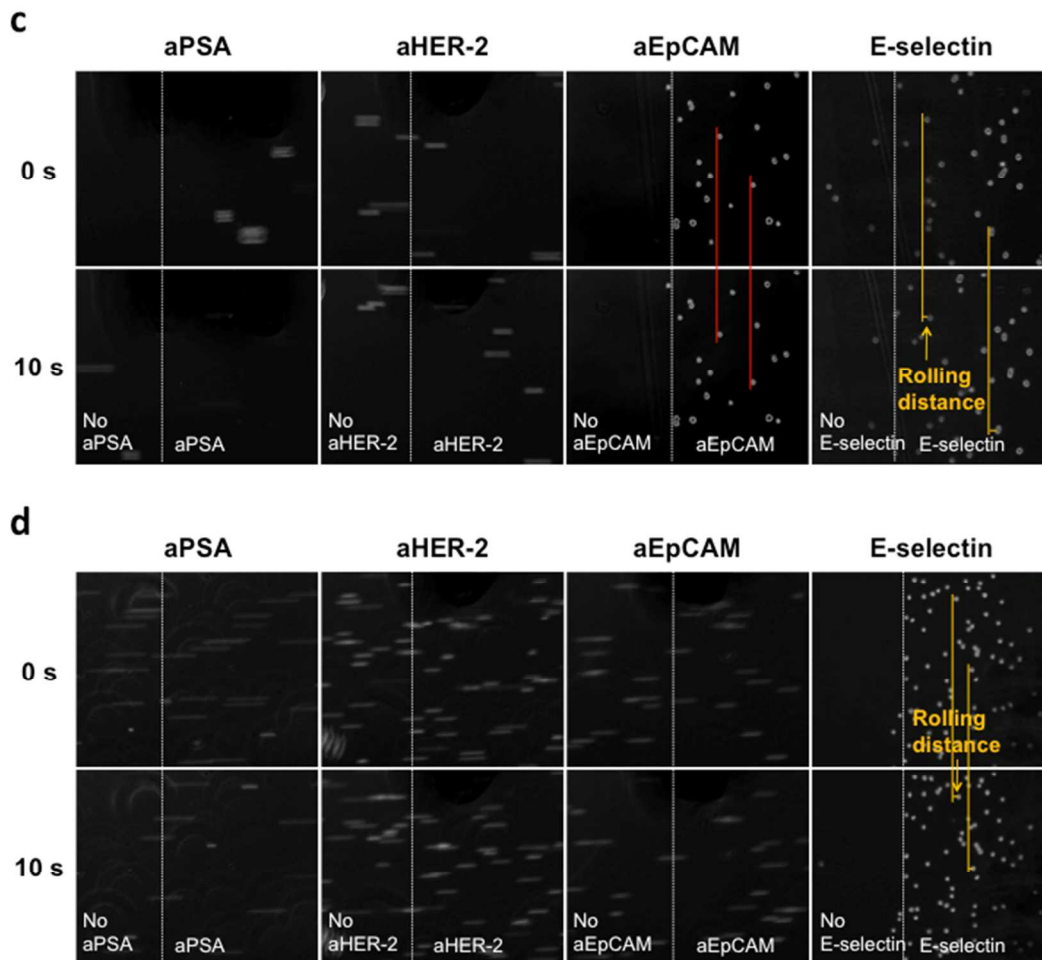 c
aPSA aHER-2 aEpCAM E-selectin
0 s
10 s
Rolling
distance
No
aPSA aPSA
No
aHER-2 aHER-2
No
aEpCAM aEpCAM
No
E-selectin E-selectin
d
aPSA aHER-2 aEpCAM E-selectin
0 s
Rolling
distance
10 s
No
aPSA aPSA
No
aHER-2 aHER-2
No
aEpCAM aEpCAM
No
E-selectin E-selectin